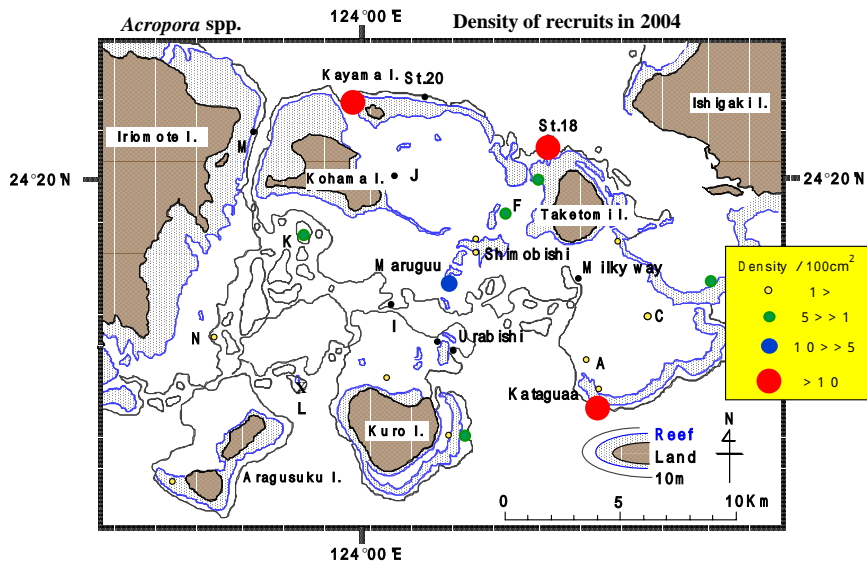 Acropora spp.
124°00'E
Density of recruits in 2004
Kayama I.
St.20
Ishigaki I.
St.18
Iriomote I.
M
Kohama I.
J
24°20'N
24°20'N
F
Taketomi I.
K
Shimobishi
Maruguu
Milkyway
Density /100cm²
1>
5>>1
10>>5
>10
I
C
N
Urabishi
A
X
L
Kataguaa
Kuro I.
Reef
Land
10m
N
Aragusuku I.
0
5
10Km
124°00'E